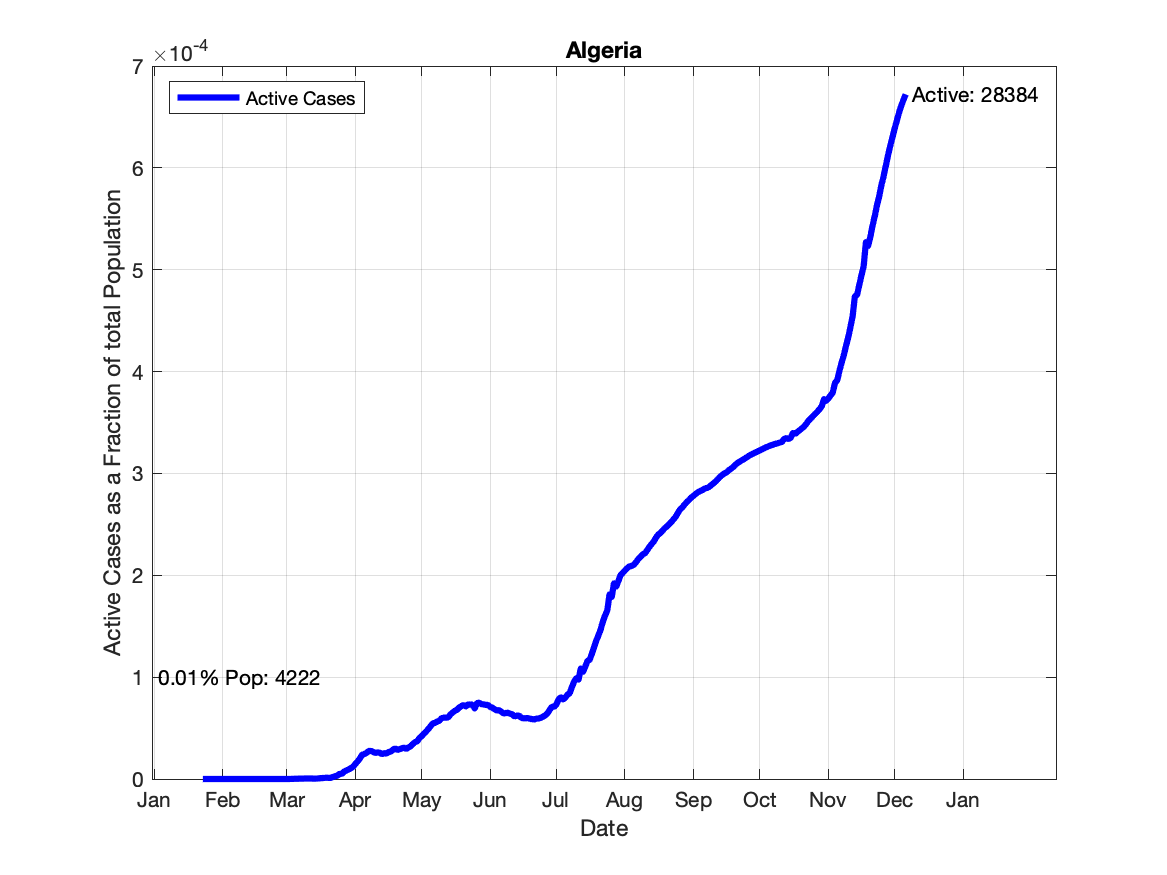 Algeria
×10-4
7
6
5
4
3
2
1
0
Active Cases as a Fraction of total Population
Active Cases
Active: 28384
0.01% Pop: 4222
Jan Feb Mar Apr May Jun Jul Aug Sep Oct Nov Dec Jan
Date